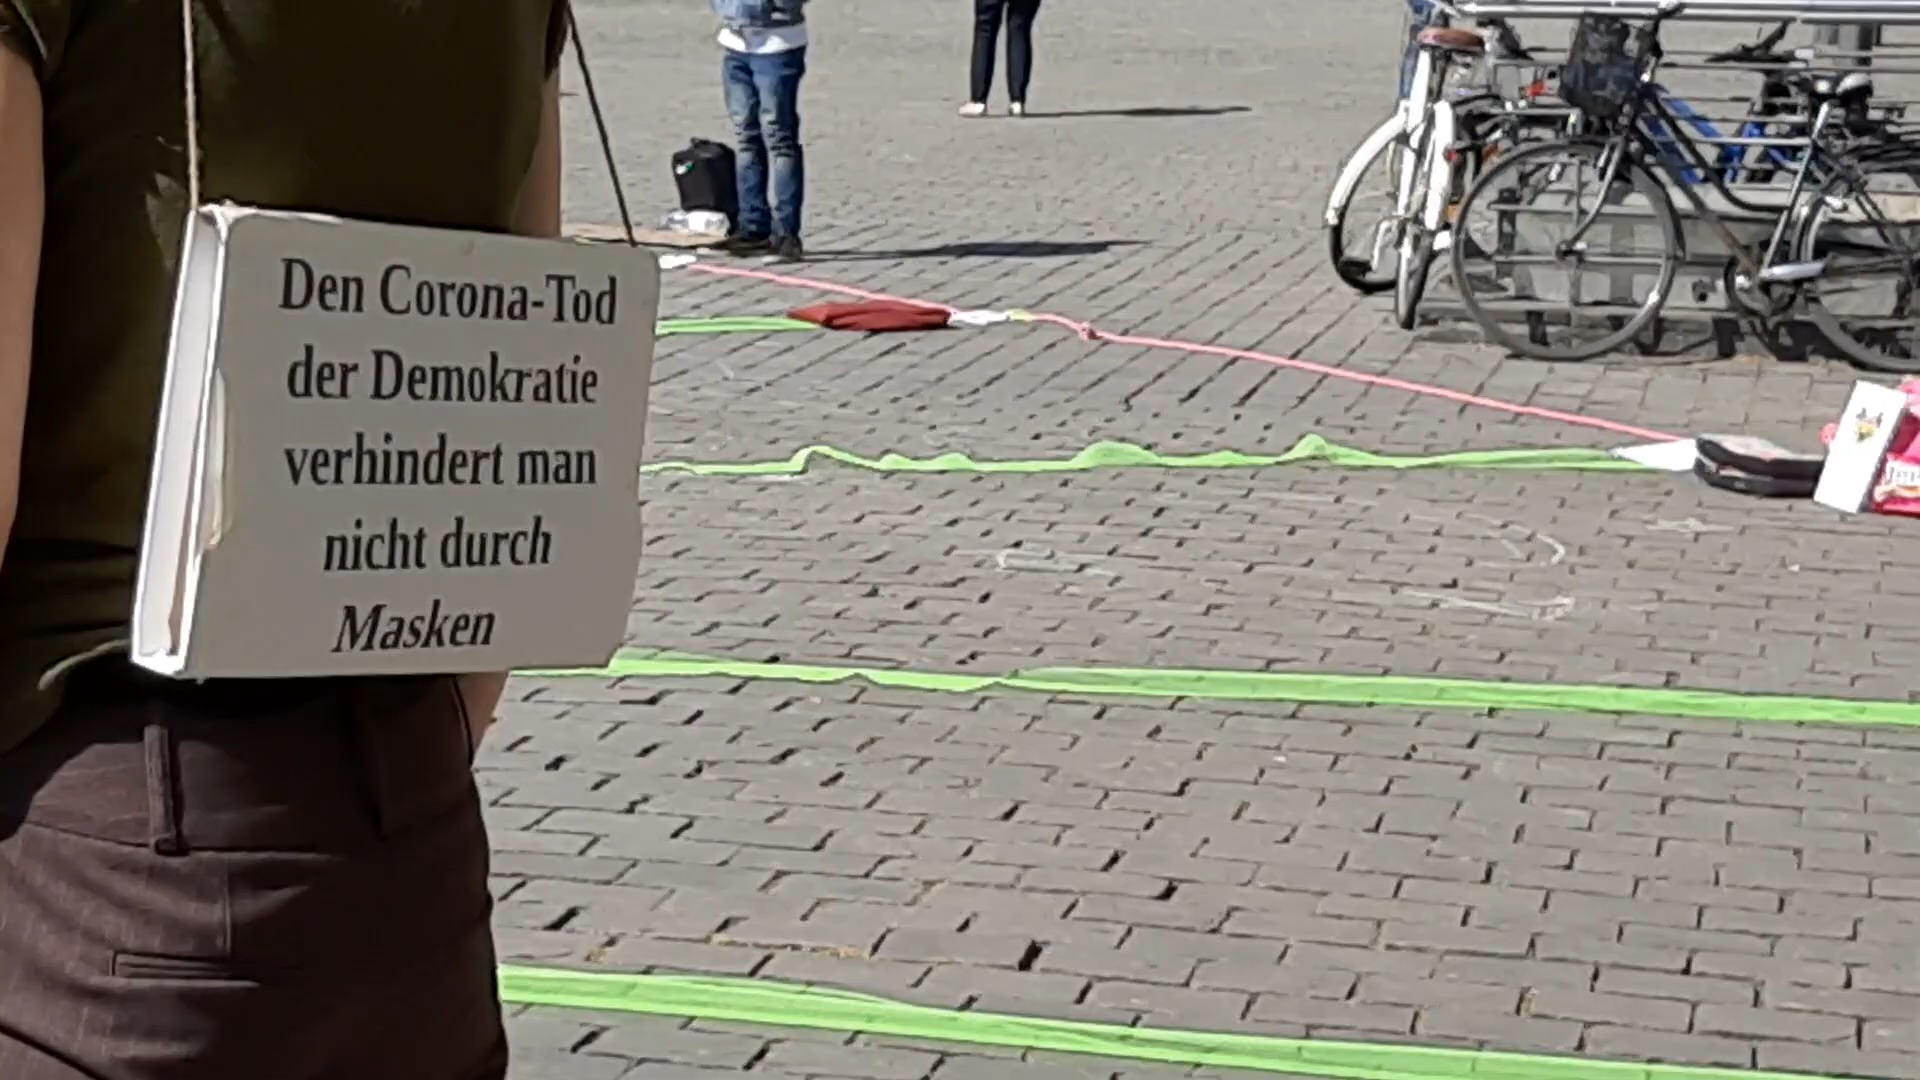 Den Corona-Tod
der Demokratie
verhindert man
nicht durch
Masken